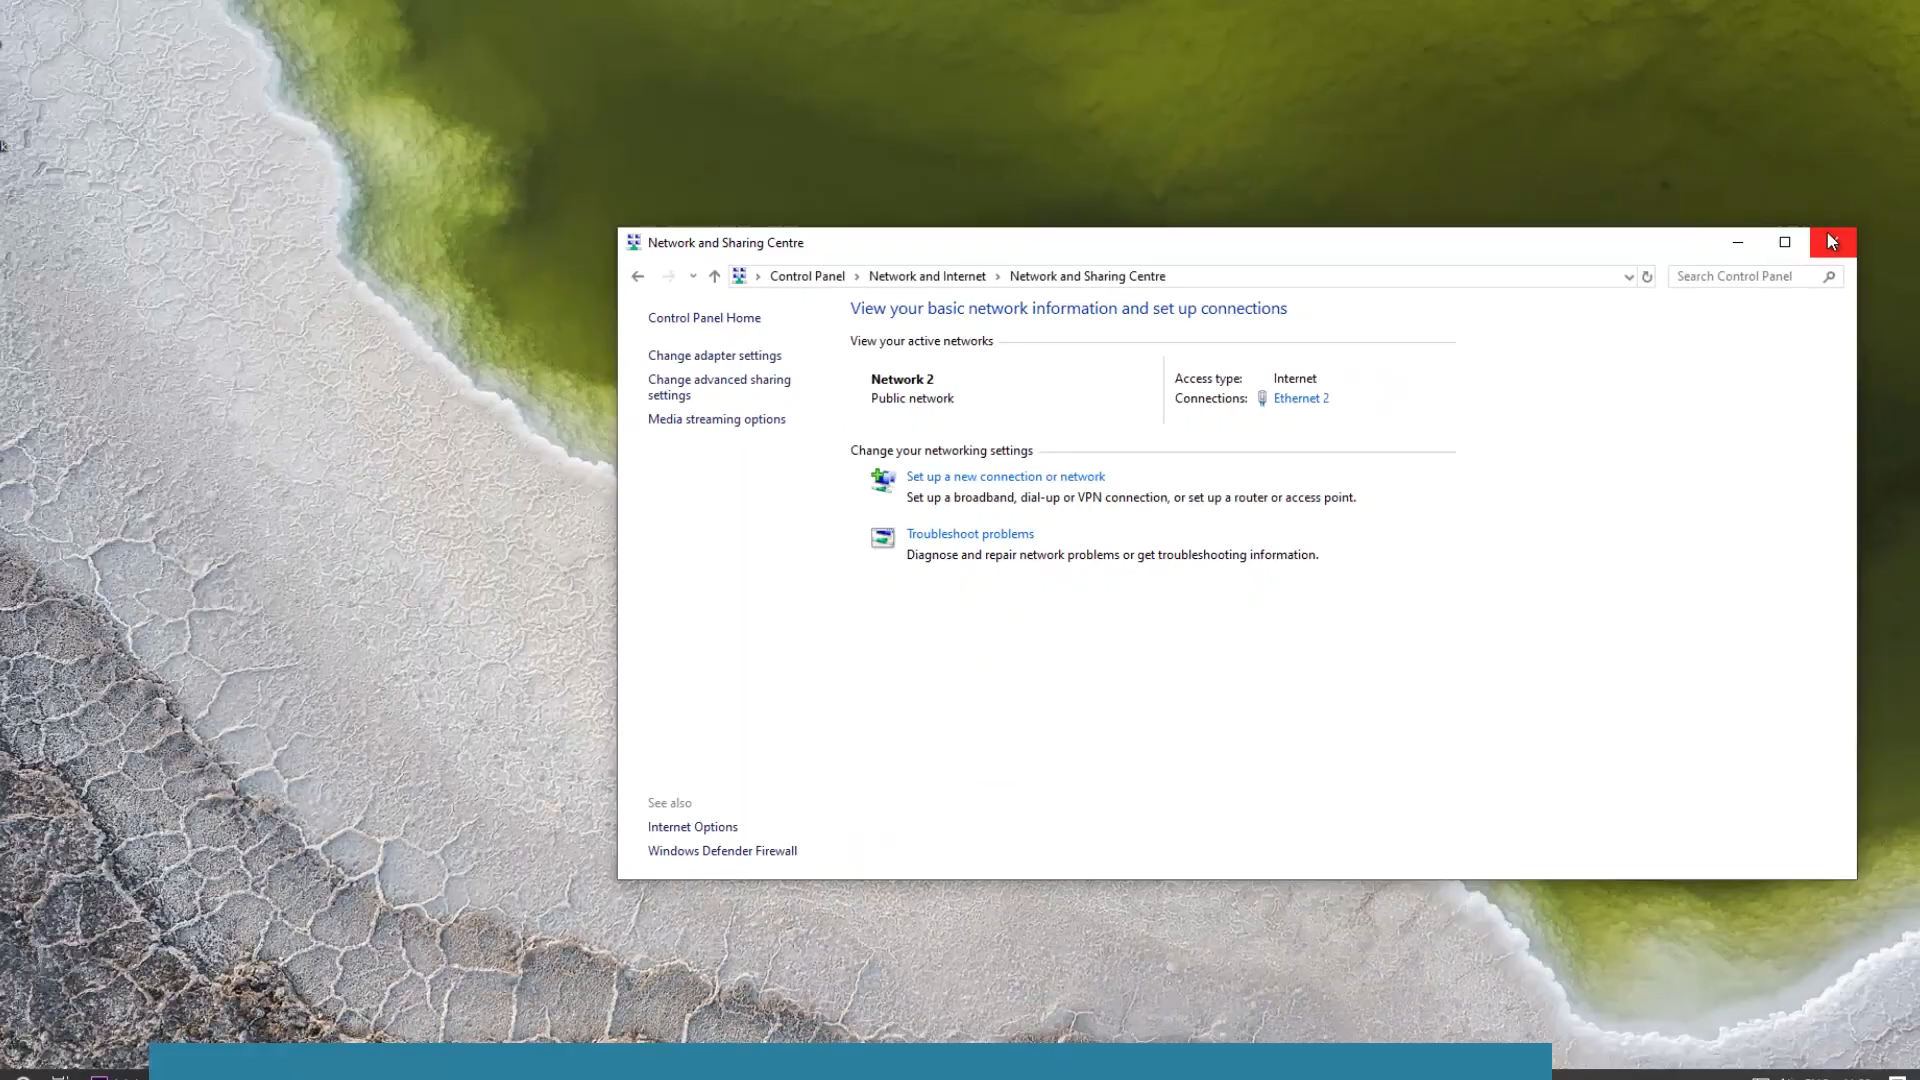 Network and Sharing Centre
Control Panel > Network and Internet > Network and Sharing Centre
Search Control Panel
Control Panel Home
Change adapter settings
Change advanced sharing
settings
Media streaming options
View your basic network information and set up connections
View your active networks
Network 2
Public network
Access type: Internet
Connections: Ethernet 2
Change your networking settings
Set up a new connection or network
Set up a broadband, dial-up or VPN connection, or set up a router or access point.
Troubleshoot problems
Diagnose and repair network problems or get troubleshooting information.
See also
Internet Options
Windows Defender Firewall